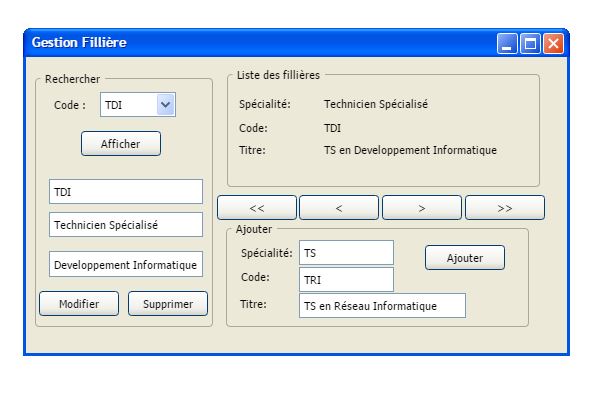 Gestion Fillière
Rechercher
Code : TDI
Afficher
TDI
Technicien Spécialisé
Developpement Informatique
Modifier Supprimer
Liste des fillières
Spécialité: Technicien Spécialisé
Code: TDI
Titre: TS en Developpement Informatique
<< < > >>
Ajouter
Spécialité: TS
Ajouter
Code: TRI
Titre: TS en Réseau Informatique